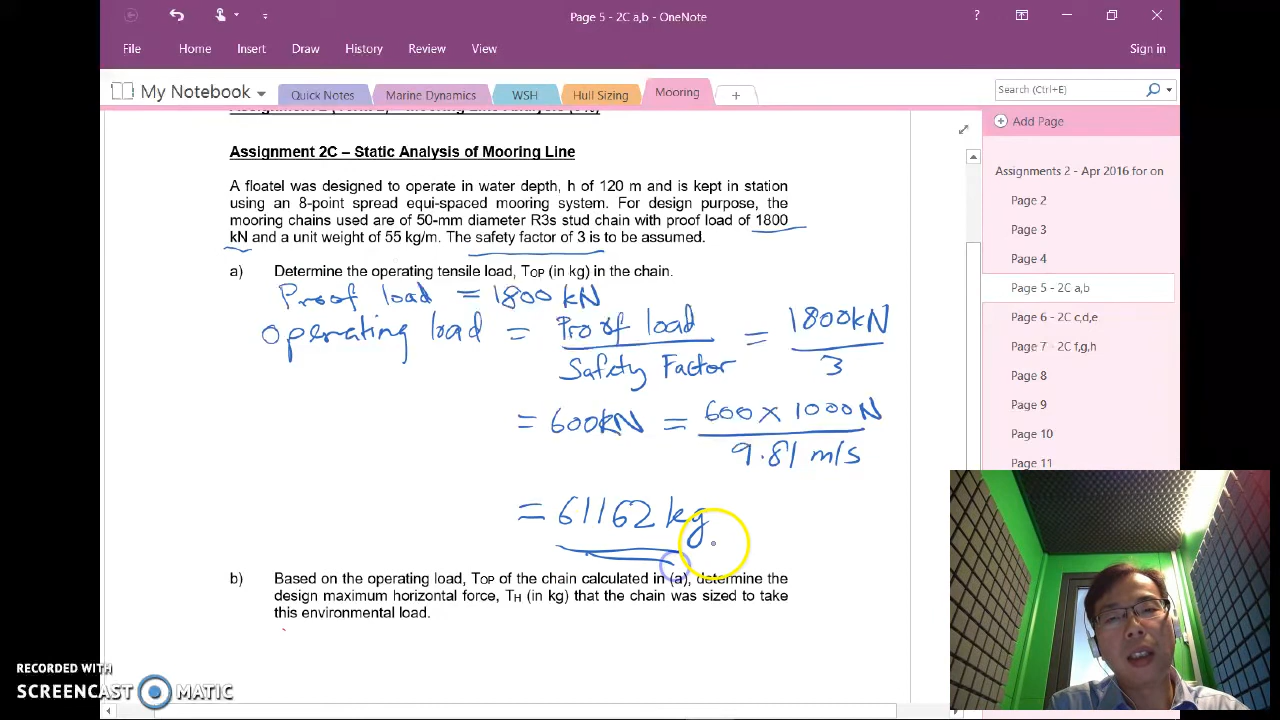 Page 5 - 2C a,b - OneNote
File Home Insert Draw History Review View Sign in
My Notebook Quick Notes Marine Dynamics WSH Hull Sizing Mooring Search (Ctrl+E)
Add Page
Assignments 2 - Apr 2016 for on
Page 2
Page 3
Page 4
Page 5 - 2C a,b
Page 6 - 2C c,d,e
Page 7 - 2C f,g,h
Page 8
Page 9
Page 10
Page 11
Assignment 2C – Static Analysis of Mooring Line
A floatel was designed to operate in water depth, h of 120 m and is kept in station
using an 8-point spread equi-spaced mooring system. For design purpose, the
mooring chains used are of 50-mm diameter R3s stud chain with proof load of 1800
kN and a unit weight of 55 kg/m. The safety factor of 3 is to be assumed.
a) Determine the operating tensile load, TOP (in kg) in the chain.
Proof load = 1800 kN
Operating load = Proof load / Safety Factor = 1800kN / 3
= 600kN = 600 x 1000 N / 9.81 m/s
= 61162 kg
b) Based on the operating load, TOP of the chain calculated in (a), determine the
design maximum horizontal force, TH (in kg) that the chain was sized to take
this environmental load.
RECORDED WITH
SCREENCAST MATIC